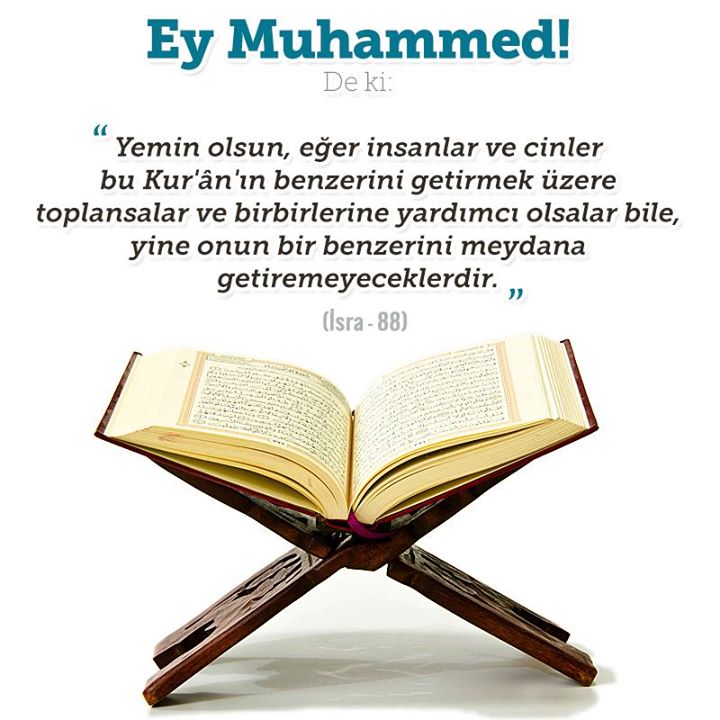 Ey Muhammed!
De ki:
“ Yemin olsun, eğer insanlar ve cinler
bu Kur'ân'ın benzerini getirmek üzere
toplansalar ve birbirlerine yardımcı olsalar bile,
yine onun bir benzerini meydana
getiremeyeceklerdir. ”
(İsra - 88)